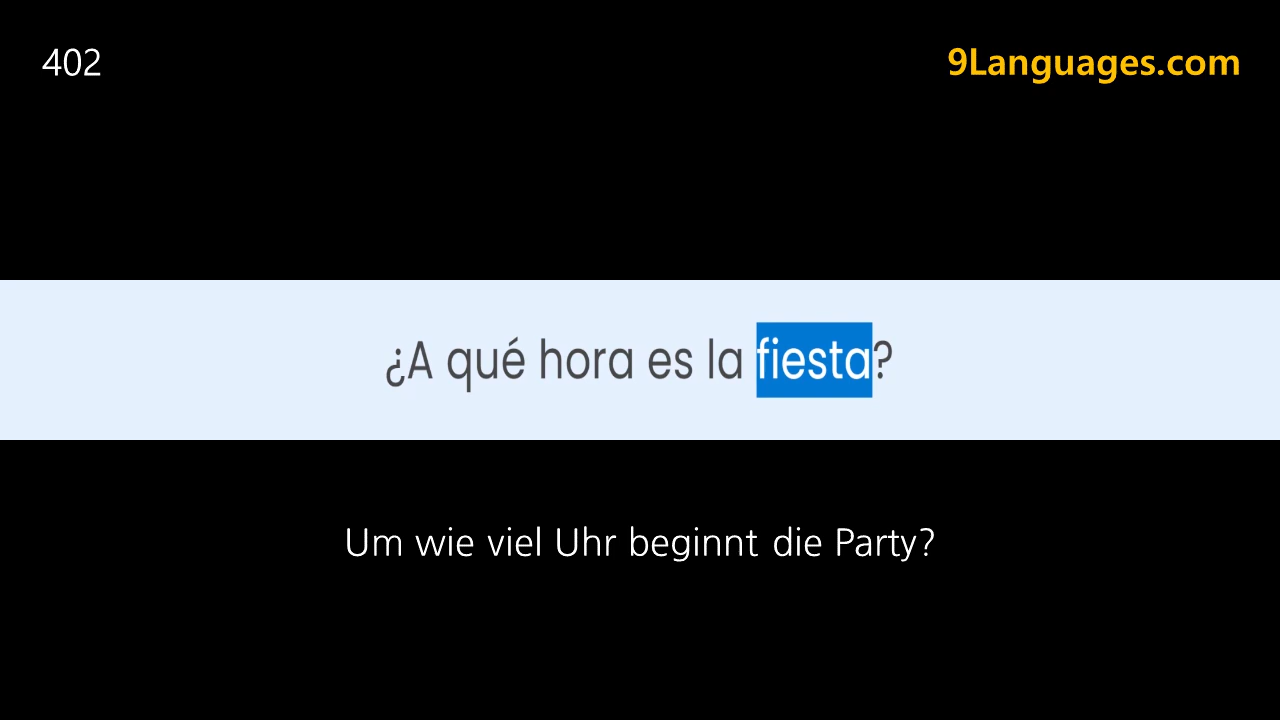 402
9Languages.com
¿A qué hora es la fiesta?
Um wie viel Uhr beginnt die Party?